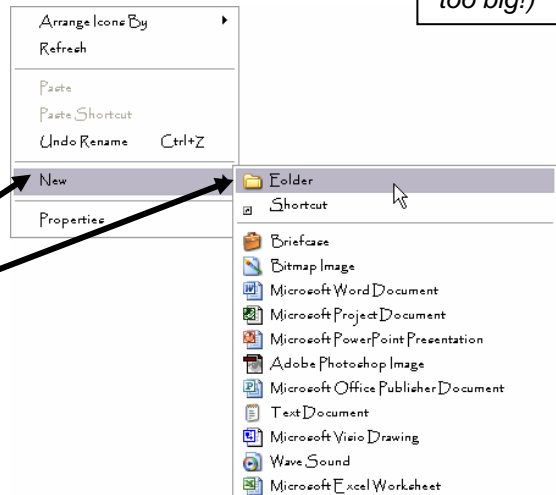 too big!)
Arrange Icons By
Refresh
Paste
Paste Shortcut
Undo Rename Ctrl+Z
New
Properties
Folder
Shortcut
Briefcase
Bitmap Image
Microsoft Word Document
Microsoft Project Document
Microsoft PowerPoint Presentation
Adobe Photoshop Image
Microsoft Office Publisher Document
Text Document
Microsoft Visio Drawing
Wave Sound
Microsoft Excel Worksheet